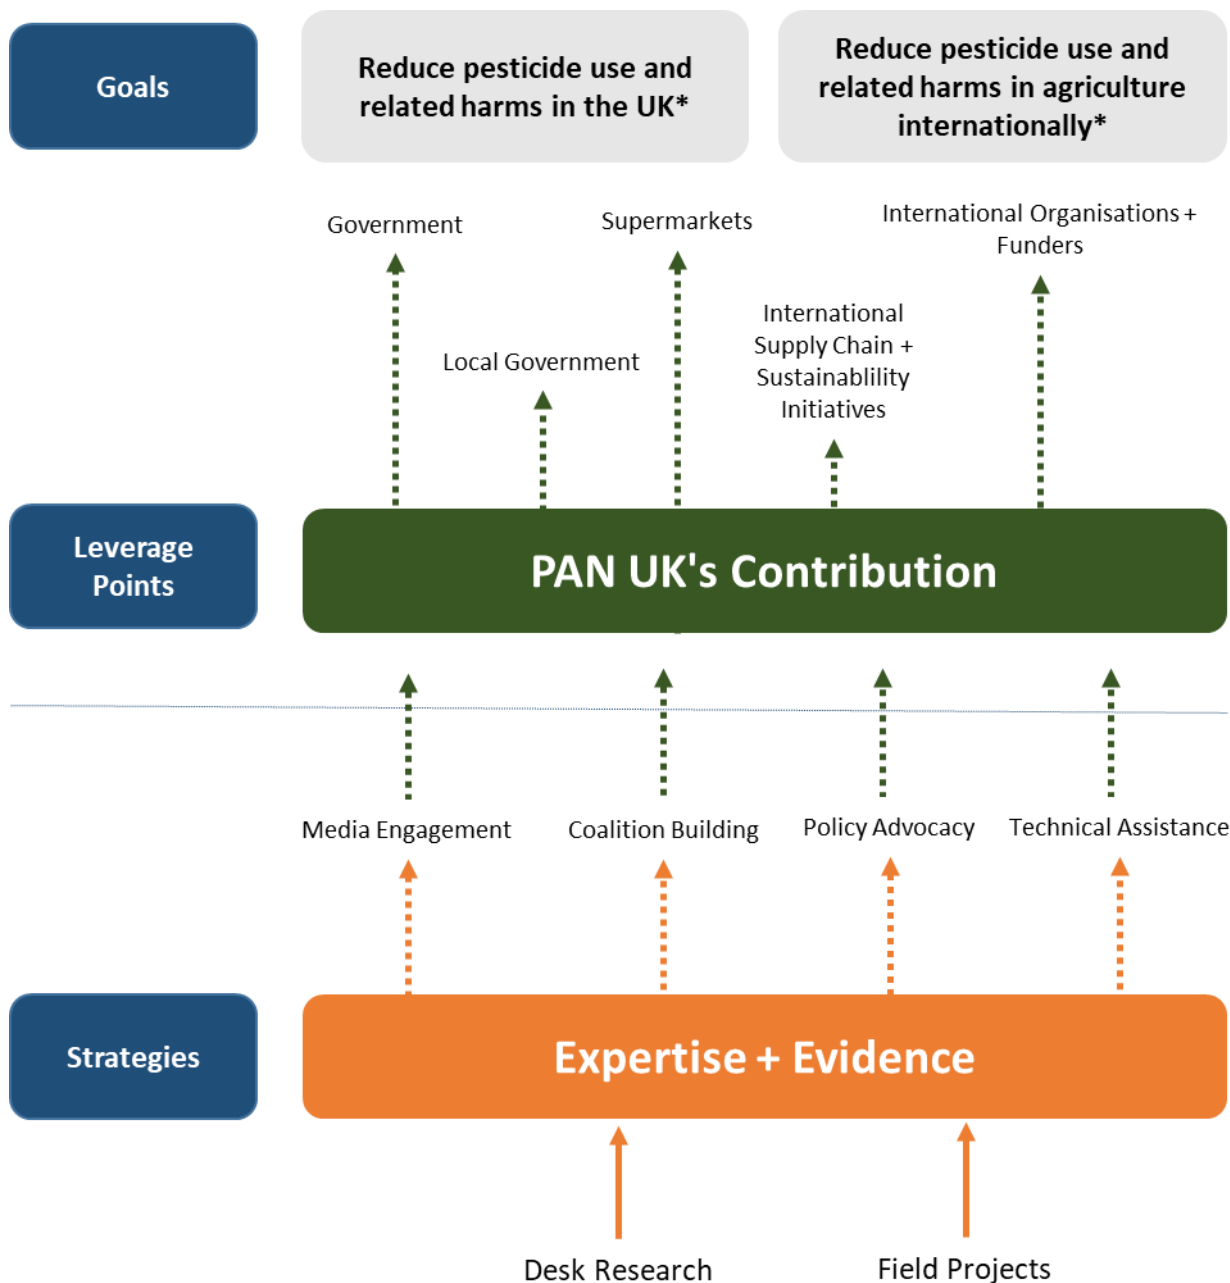 Goals
Reduce pesticide use and
related harms in the UK*
Reduce pesticide use and
related harms in agriculture
internationally*
Government
Supermarkets
International Organisations +
Funders
Local Government
International
Supply Chain +
Sustainablility
Initiatives
Leverage
Points
PAN UK's Contribution
Media Engagement
Coalition Building
Policy Advocacy
Technical Assistance
Strategies
Expertise + Evidence
Desk Research
Field Projects